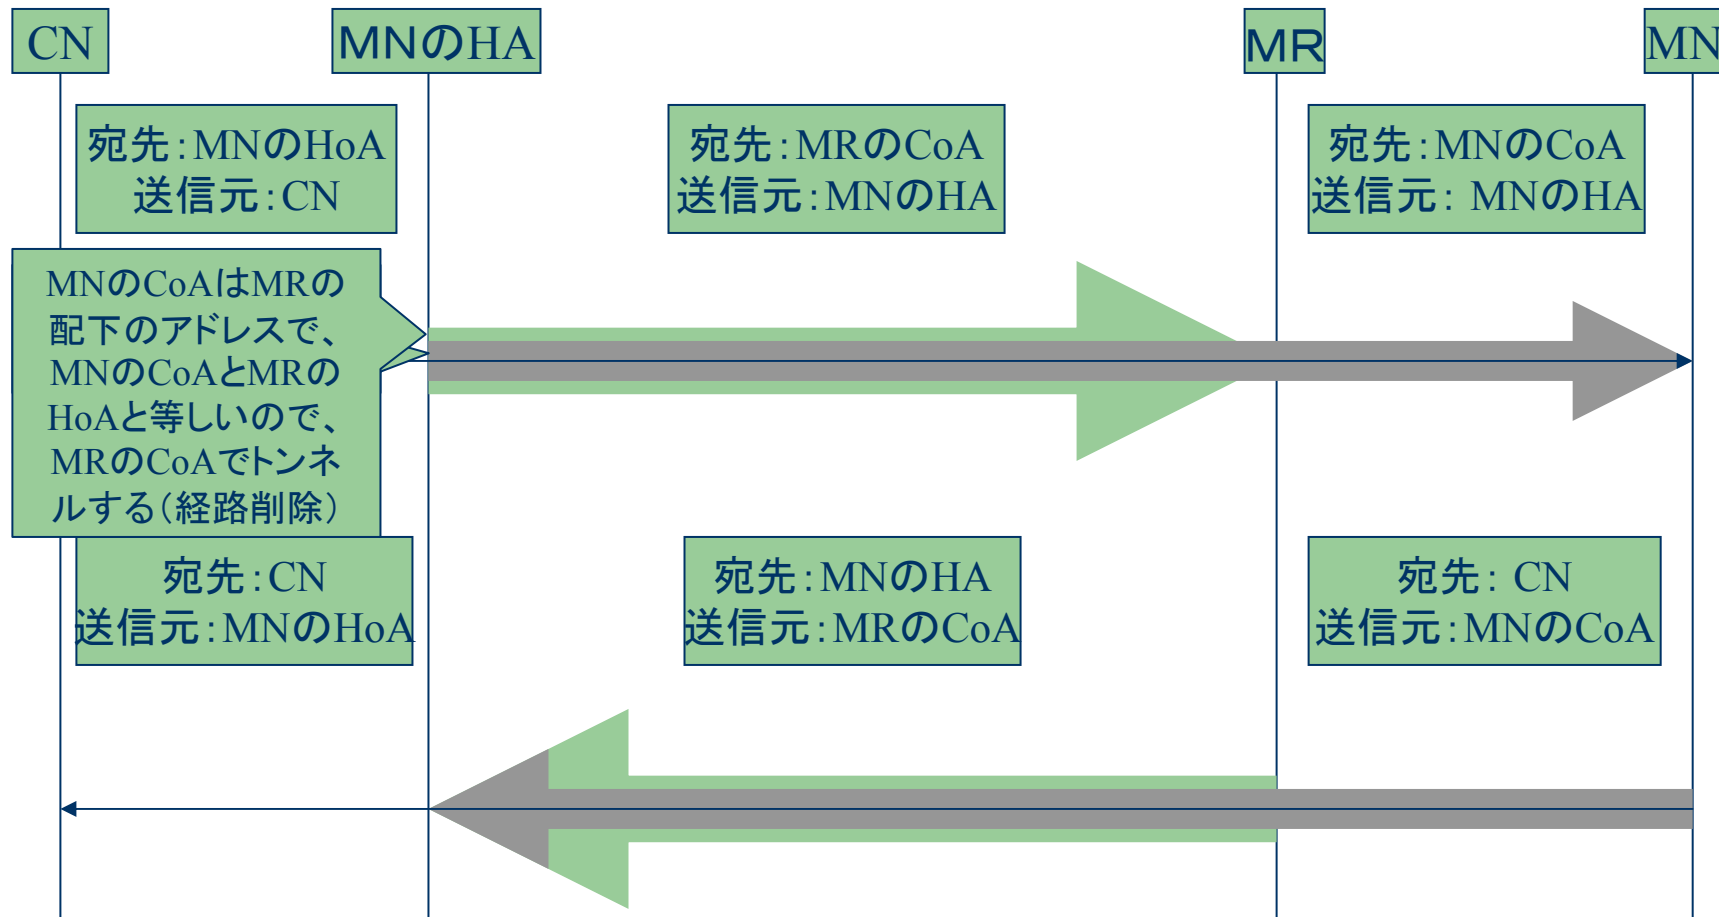 CN
MNのHA
MR
MN
宛先：MNのHoA
送信元：CN
宛先：MRのCoA
送信元：MNのHA
宛先：MNのCoA
送信元： MNのHA
MNのCoAはMRの
配下のアドレスで、
MNのCoAとMRの
HoAと等しいので、
MRのCoAでトンネ
ルする（経路削除）
宛先：CN
送信元：MNのHoA
宛先：MNのHA
送信元：MRのCoA
宛先： CN
送信元：MNのCoA